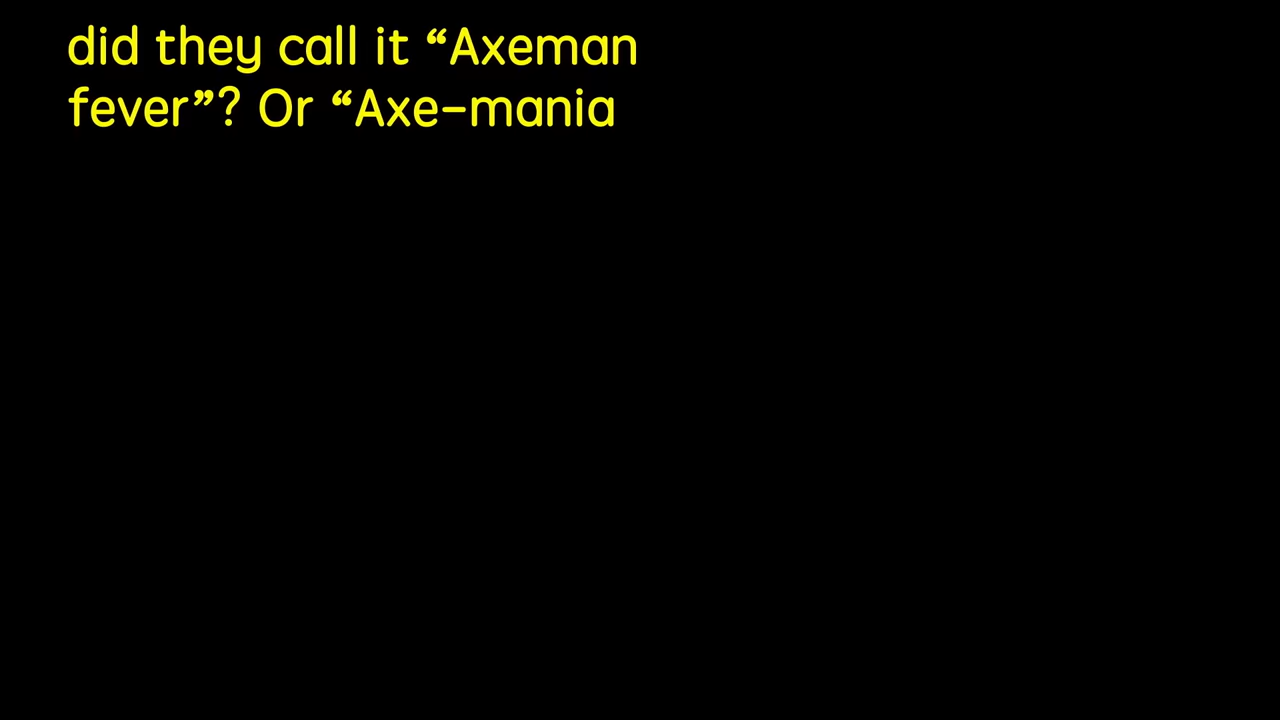 did they call it “Axeman
fever”? Or “Axe–mania